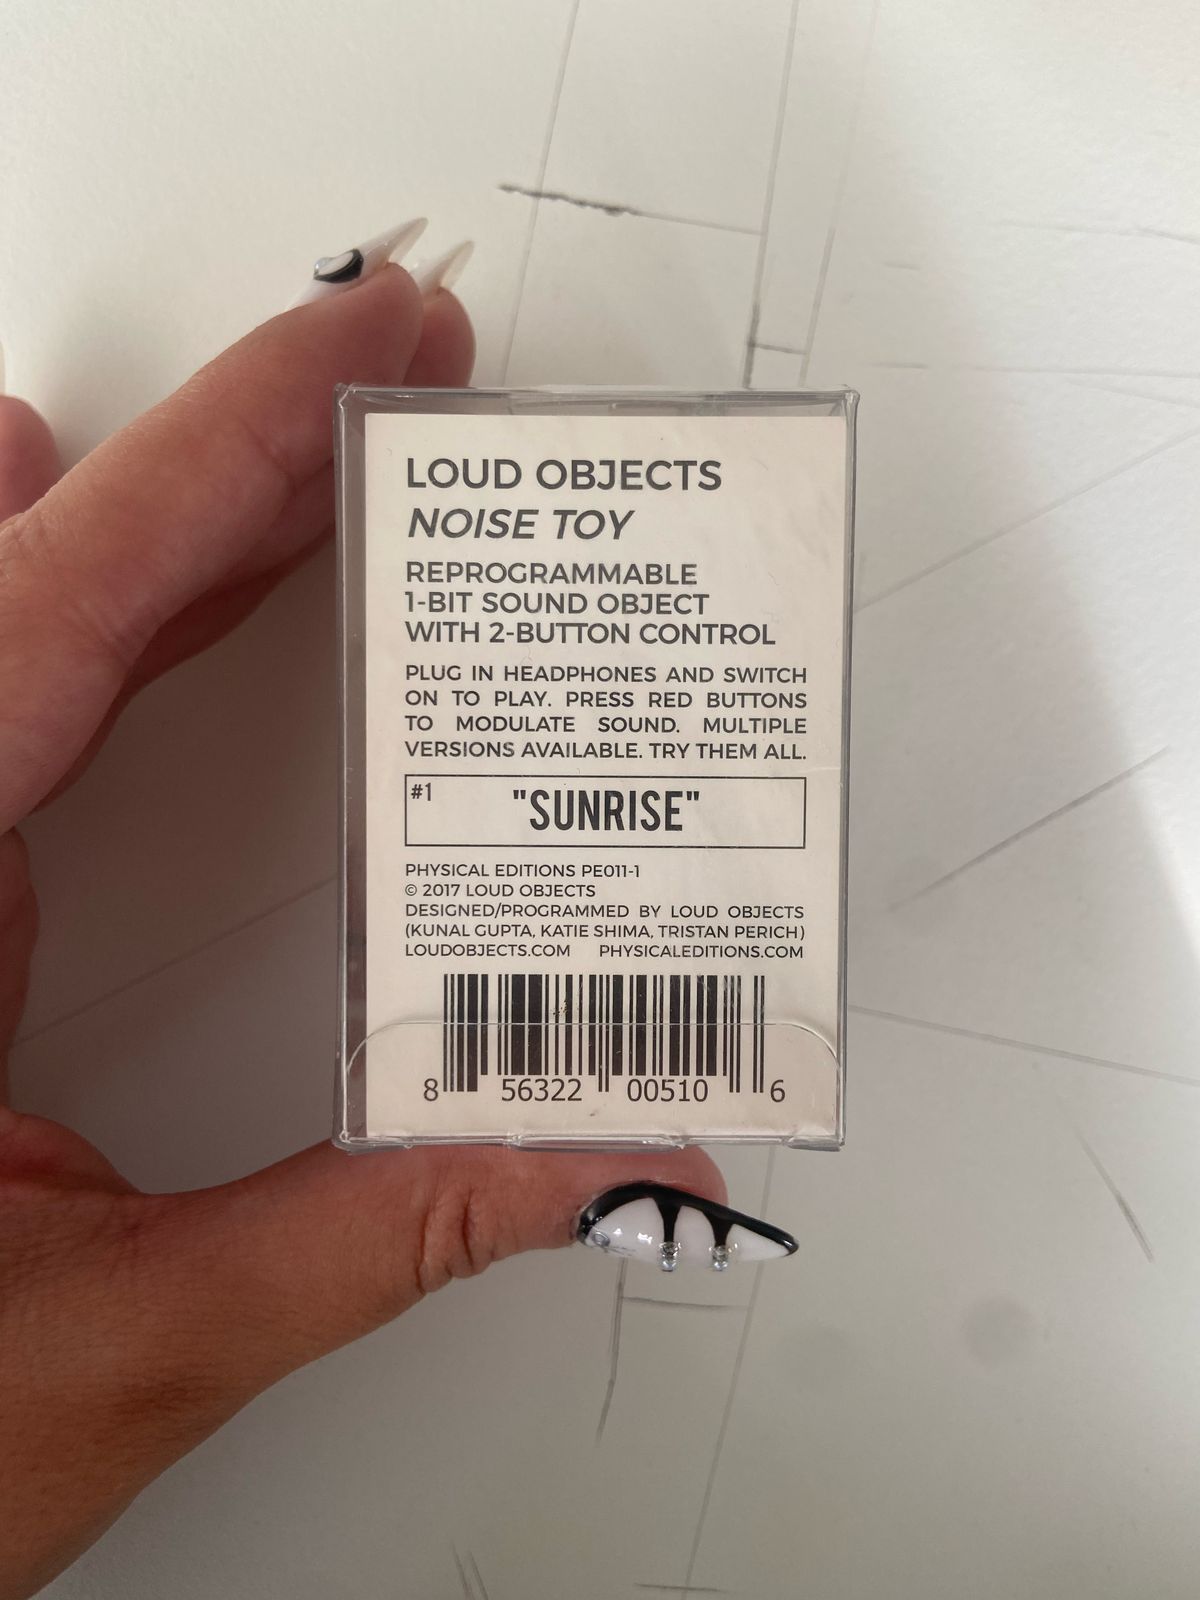 LOUD OBJECTS
NOISE TOY
REPROGRAMMABLE
1-BIT SOUND OBJECT
WITH 2-BUTTON CONTROL
PLUG IN HEADPHONES AND SWITCH
ON TO PLAY. PRESS RED BUTTONS
TO MODULATE SOUND. MULTIPLE
VERSIONS AVAILABLE. TRY THEM ALL.
#1 "SUNRISE"
PHYSICAL EDITIONS PE011-1
© 2017 LOUD OBJECTS
DESIGNED/PROGRAMMED BY LOUD OBJECTS
(KUNAL GUPTA, KATIE SHIMA, TRISTAN PERICH)
LOUDOBJECTS.COM PHYSICALEDITIONS.COM
8 56322 00510 6